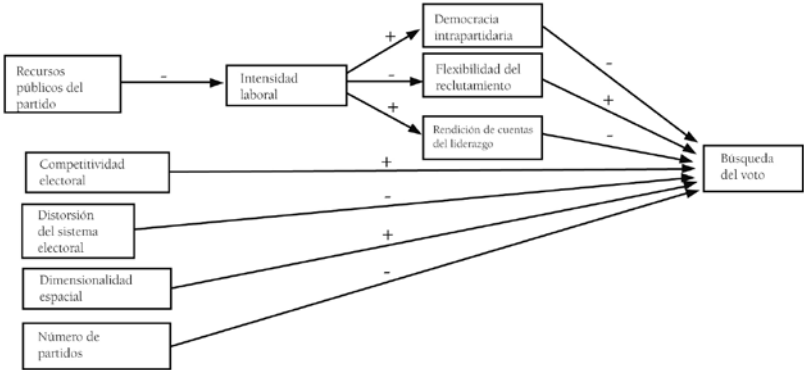 Democracia
intrapartidaria
+
-
Recursos
públicos del
partido
-
Intensidad
laboral
-
Flexibilidad del
reclutamiento
+
+
Rendición de cuentas
del liderazgo
-
Búsqueda
del voto
Competitividad
electoral
+
Distorsión
del sistema
electoral
-
+
Dimensionalidad
espacial
-
Número de
partidos